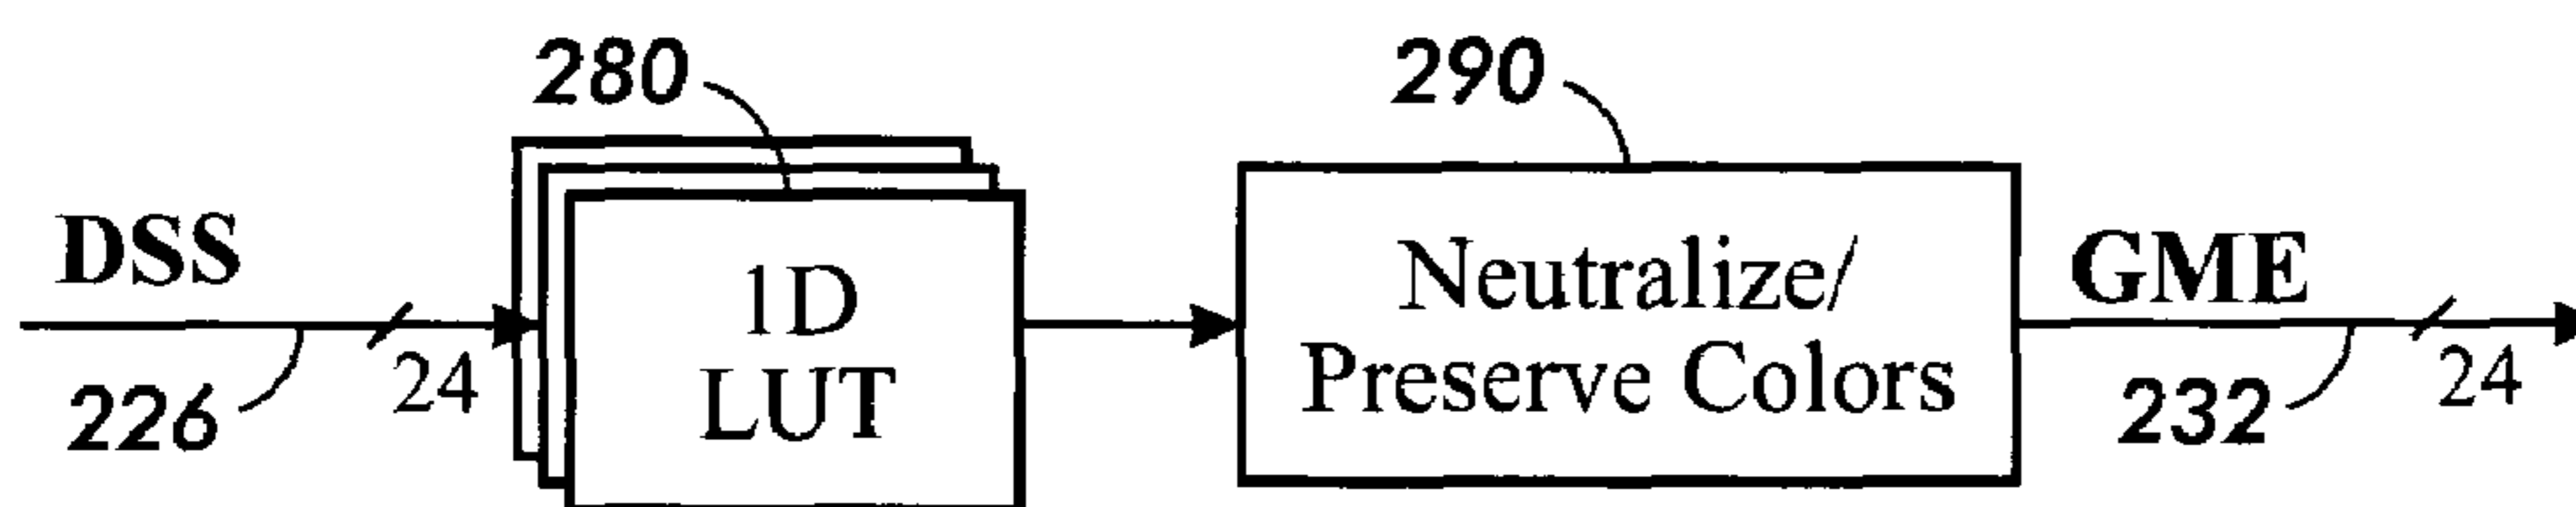 280
290
DSS
1D
LUT
Neutralize/
Preserve Colors
GME
226
24
232
24